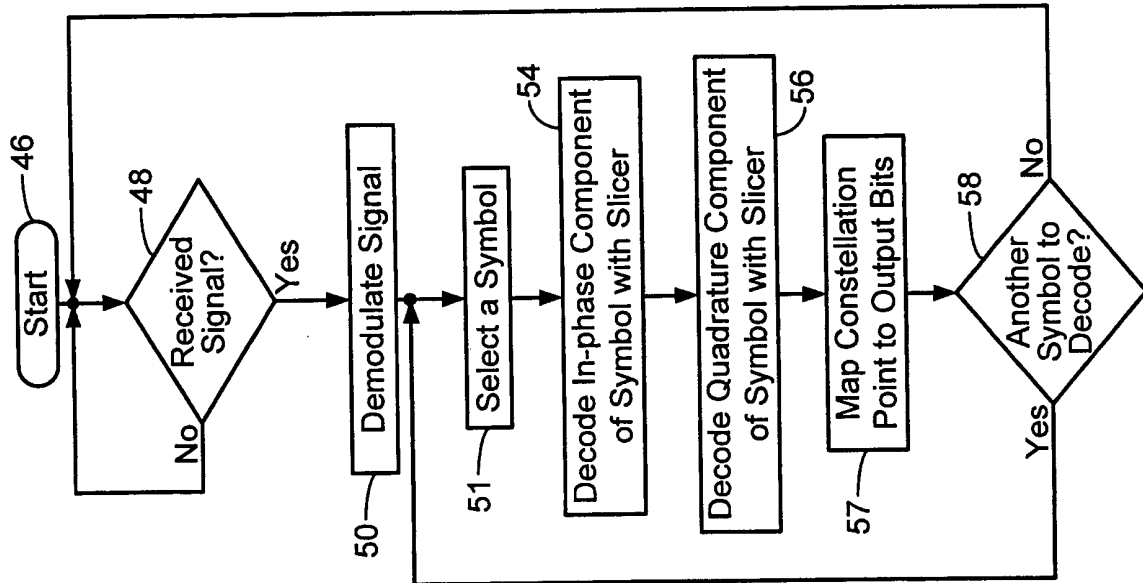 46
Start
48
Received
Signal?
No
Yes
Demodulate Signal
50
Select a Symbol
51
54
Decode In-phase Component
of Symbol with Slicer
56
Decode Quadrature Component
of Symbol with Slicer
Map Constellation
Point to Output Bits
57
58
Another
Symbol to
Decode?
No
Yes